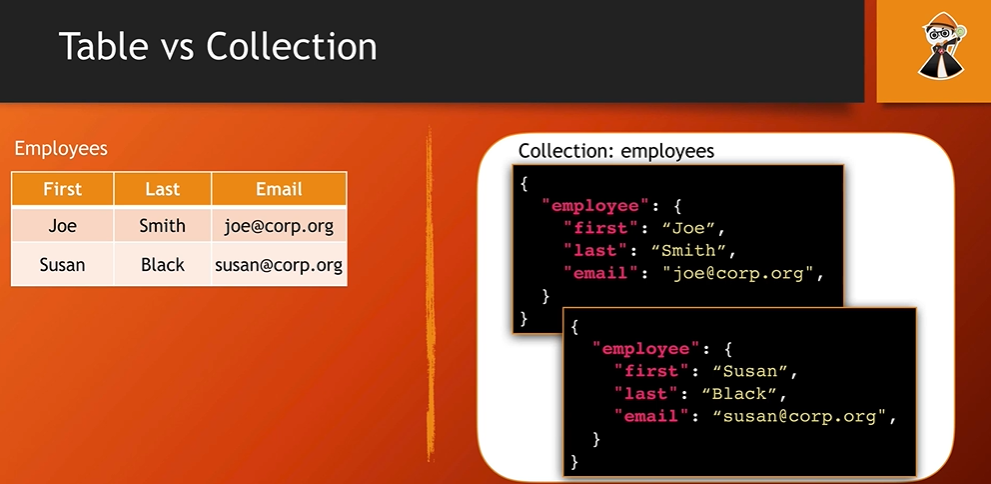 Table vs Collection
Employees
First Last Email
Joe Smith joe@corp.org
Susan Black susan@corp.org
Collection: employees
{
"employee": {
"first": “Joe”,
"last": “Smith”,
"email": "joe@corp.org",
}
}
{
"employee": {
"first": “Susan”,
"last": “Black”,
"email": “susan@corp.org",
}
}